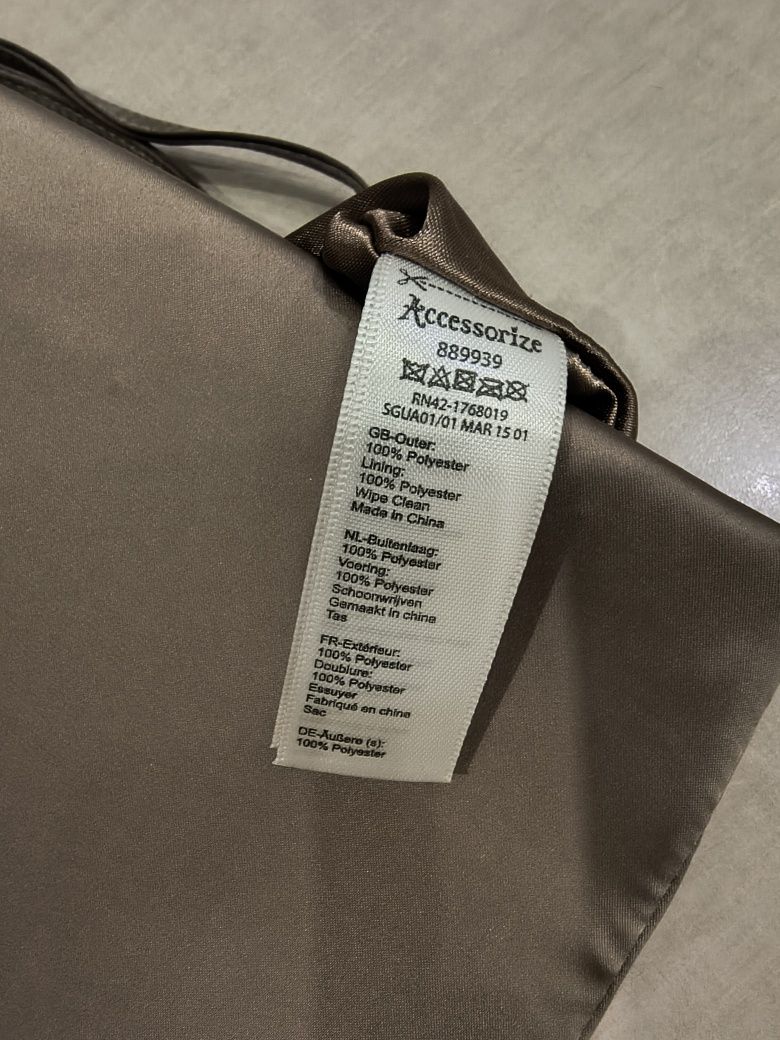 Accessorize
889939
RN42-1768019
SGUA01/01 MAR 15 01
GB-Outer:
100% Polyester
Lining:
100% Polyester
Wipe Clean
Made in China
NL-Buitenlaag:
100% Polyester
Voering:
100% Polyester
Schoonwrijven
Gemaakt in china
Tas
FR-Extérieur:
100% Polyester
Doublure:
100% Polyester
Essuyer
Fabriqué en chine
Sac
DE-Äußere (s):
100% Polyester